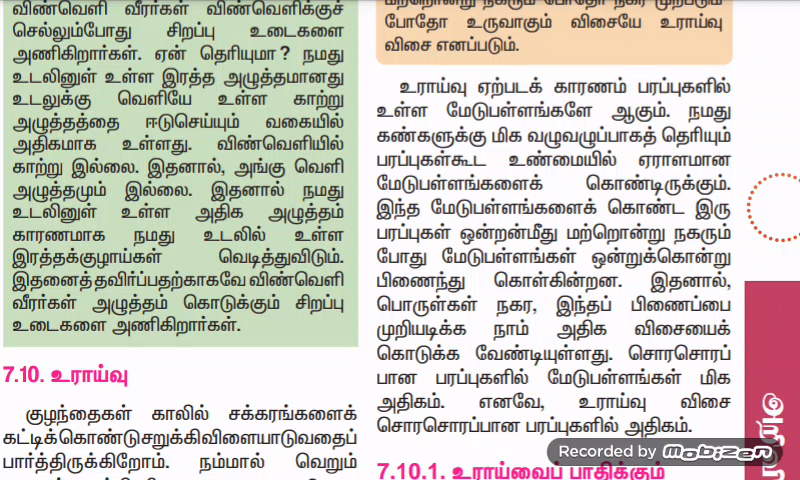 விண்வெளி வீரர்கள் விண்வெளிக்குச்
செல்லும்போது சிறப்பு உடைகளை
அணிகிறார்கள். ஏன் தெரியுமா? நமது
உடலினுள் உள்ள இரத்த அழுத்தமானது
உடலுக்கு வெளியே உள்ள காற்று
அழுத்தத்தை ஈடுசெய்யும் வகையில்
அதிகமாக உள்ளது. விண்வெளியில்
காற்று இல்லை. இதனால், அங்கு வெளி
அழுத்தமும் இல்லை. இதனால் நமது
உடலினுள் உள்ள அதிக அழுத்தம்
காரணமாக நமது உடலில் உள்ள
இரத்தக்குழாய்கள் வெடித்துவிடும்.
இதனைத்தவிர்ப்பதற்காகவே விண்வெளி
வீரர்கள் அழுத்தம் கொடுக்கும் சிறப்பு
உடைகளை அணிகிறார்கள்.
7.10. உராய்வு
குழந்தைகள் காலில் சக்கரங்களைக்
கட்டிக்கொண்டுசறுக்கிவிளையாடுவதைப்
பார்த்திருக்கிறோம். நம்மால் வெறும்
மற்றொன்று நகரும் போதோ நகர முற்படும்
போதோ உருவாகும் விசையே உராய்வு
விசை எனப்படும்.
உராய்வு ஏற்படக் காரணம் பரப்புகளில்
உள்ள மேடுபள்ளங்களே ஆகும். நமது
கண்களுக்கு மிக வழுவழுப்பாகத் தெரியும்
பரப்புகள்கூட உண்மையில் ஏராளமான
மேடுபள்ளங்களைக் கொண்டிருக்கும்.
இந்த மேடுபள்ளங்களைக் கொண்ட இரு
பரப்புகள் ஒன்றன்மீது மற்றொன்று நகரும்
போது மேடுபள்ளங்கள் ஒன்றுக்கொன்று
பிணைந்து கொள்கின்றன. இதனால்,
பொருள்கள் நகர, இந்தப் பிணைப்பை
முறியடிக்க நாம் அதிக விசையைக்
கொடுக்க வேண்டியுள்ளது. சொரசொரப்
பான பரப்புகளில் மேடுபள்ளங்கள் மிக
அதிகம். எனவே, உராய்வு விசை
சொரசொரப்பான பரப்புகளில் அதிகம்.
7.10.1. உராய்வைப் பாதிக்கும்
Recorded by Mobizen